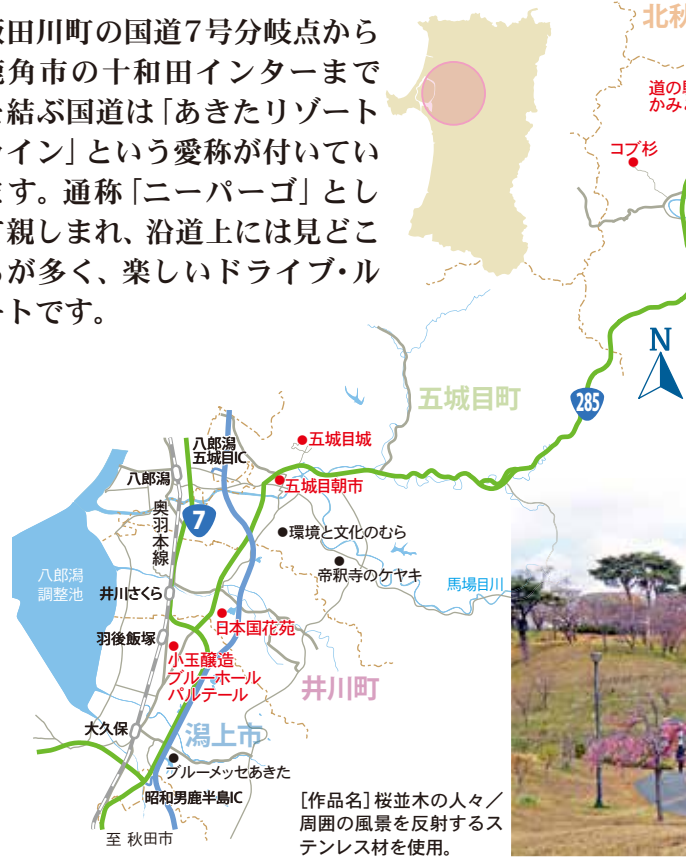 飯田川町の国道7号分岐点から
鹿角市の十和田インターまで
を結ぶ国道は「あきたリゾート
ライン」という愛称が付いてい
ます。通称「ニーパーゴ」とし
て親しまれ、沿道上には見どこ
ろが多く、楽しいドライブ・ル
ートです。
北秋
道の駅
かみこ
コブ杉
N
五城目町
285
八郎潟
五城目IC
五城目城
八郎潟
五城目朝市
7
奥羽本線
環境と文化のむら
帝釈寺のケヤキ
八郎潟
調整池
井川さくら
馬場目川
日本国花苑
羽後飯塚
小玉醸造
ブルーホール
パルテール
井川町
大久保
潟上市
ブルーメッセあきた
昭和男鹿半島IC
至 秋田市
［作品名］桜並木の人々／
周囲の風景を反射するス
テンレス材を使用。